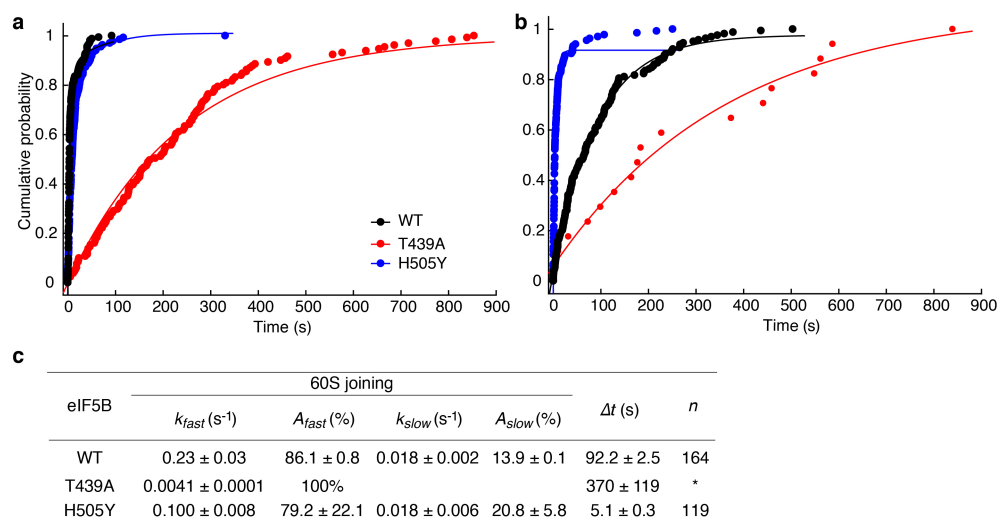 a
b
Cumulative probability
1
0.8
0.6
0.4
0.2
0
0 100 200 300 400 500 600 700 800 900
Time (s)
WT
T439A
H505Y
1
0.8
0.6
0.4
0.2
0
0 100 200 300 400 500 600 700 800 900
Time (s)
c
eIF5B 60S joining Δt (s) n
k_fast (s⁻¹) A_fast (%) k_slow (s⁻¹) A_slow (%)
WT 0.23 ± 0.03 86.1 ± 0.8 0.018 ± 0.002 13.9 ± 0.1 92.2 ± 2.5 164
T439A 0.0041 ± 0.0001 100% 370 ± 119 *
H505Y 0.100 ± 0.008 79.2 ± 22.1 0.018 ± 0.006 20.8 ± 5.8 5.1 ± 0.3 119